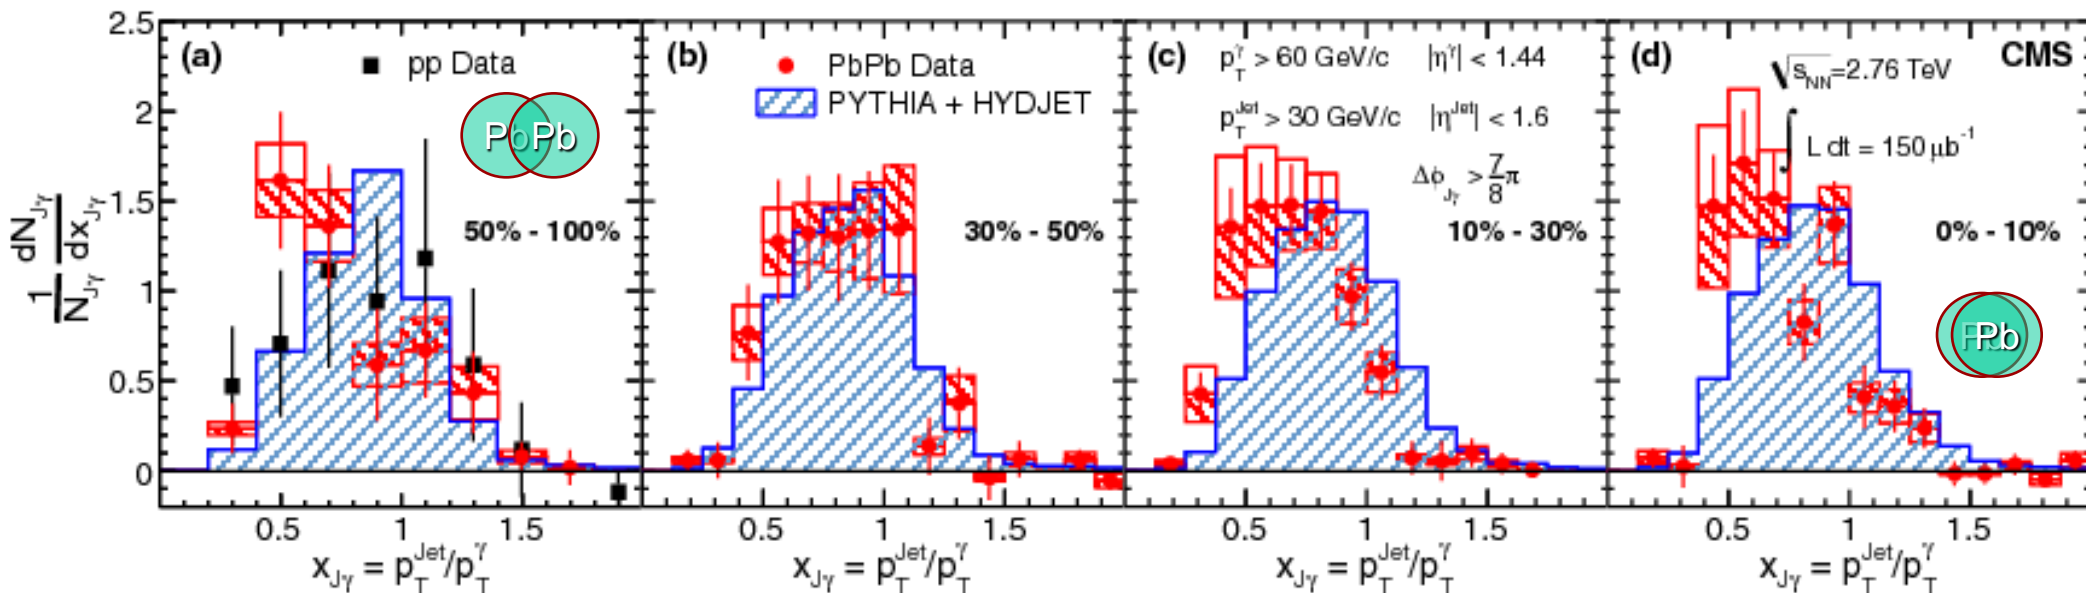 (a)
pp Data
PbPb
50% - 100%
2.5
2
1.5
1
0.5
0
1/N_Jγ dN_Jγ/dx_Jγ
0.5 1 1.5
x_Jγ = p_T^Jet/p_T^γ
(b)
PbPb Data
PYTHIA + HYDJET
30% - 50%
0.5 1 1.5
x_Jγ = p_T^Jet/p_T^γ
(c)
p_T^γ > 60 GeV/c |η^γ| < 1.44
p_T^Jet > 30 GeV/c |η^Jet| < 1.6
Δϕ_Jγ > 7/8 π
10% - 30%
0.5 1 1.5
x_Jγ = p_T^Jet/p_T^γ
(d) CMS
√s_NN=2.76 TeV
∫ L dt = 150 μb^-1
0% - 10%
Pb
0.5 1 1.5
x_Jγ = p_T^Jet/p_T^γ